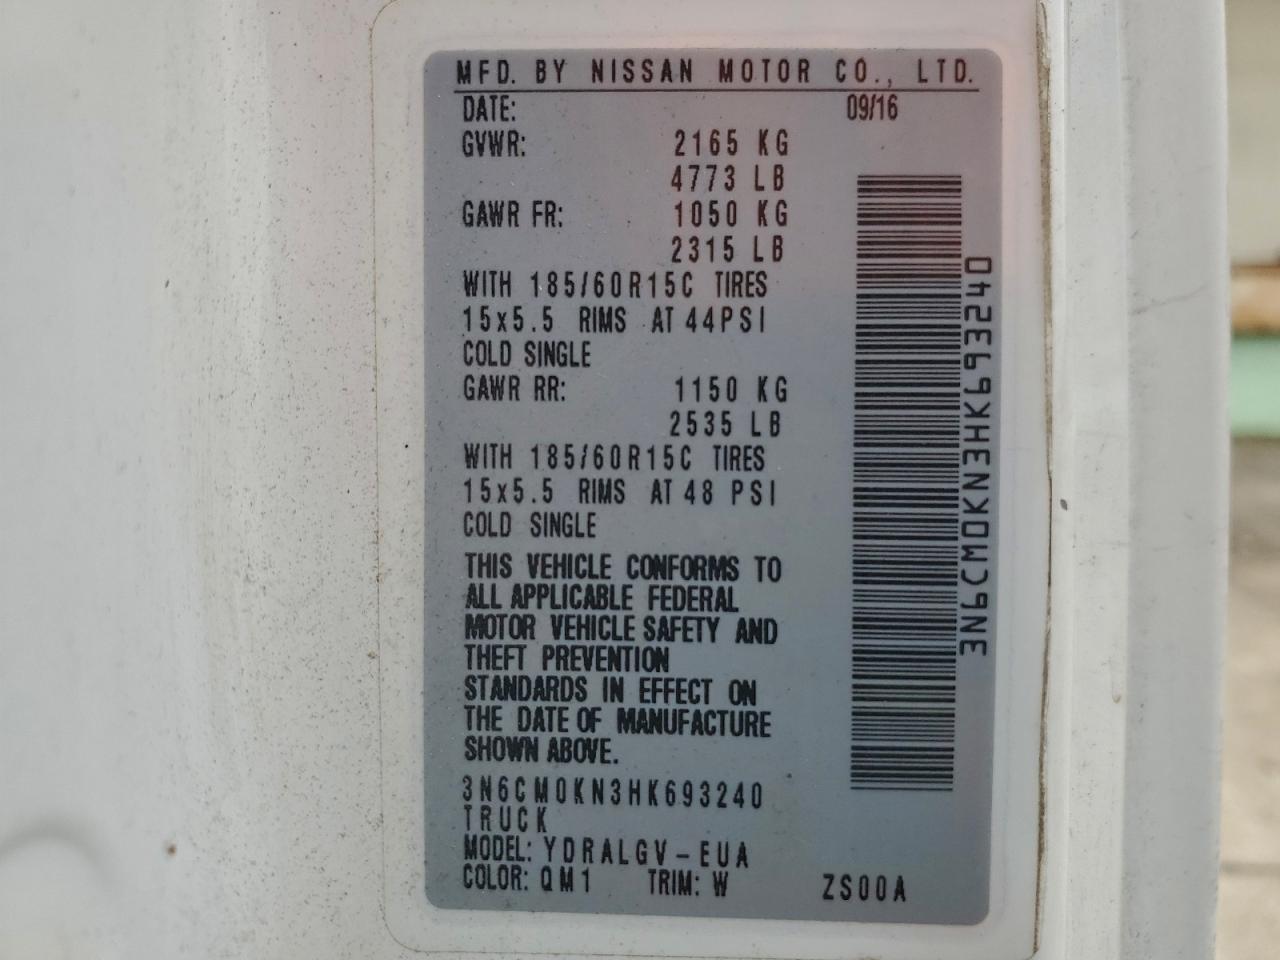 MFD. BY NISSAN MOTOR CO., LTD.
DATE: 09/16
GVWR: 2165 KG
4773 LB
GAWR FR: 1050 KG
2315 LB
WITH 185/60R15C TIRES
15x5.5 RIMS AT 44PSI
COLD SINGLE
GAWR RR: 1150 KG
2535 LB
WITH 185/60R15C TIRES
15x5.5 RIMS AT 48 PSI
COLD SINGLE
THIS VEHICLE CONFORMS TO
ALL APPLICABLE FEDERAL
MOTOR VEHICLE SAFETY AND
THEFT PREVENTION
STANDARDS IN EFFECT ON
THE DATE OF MANUFACTURE
SHOWN ABOVE.
3N6CM0KN3HK693240
TRUCK
MODEL: YDRALGV-EUA
COLOR: QM1 TRIM: W ZS00A
3N6CM0KN3HK693240